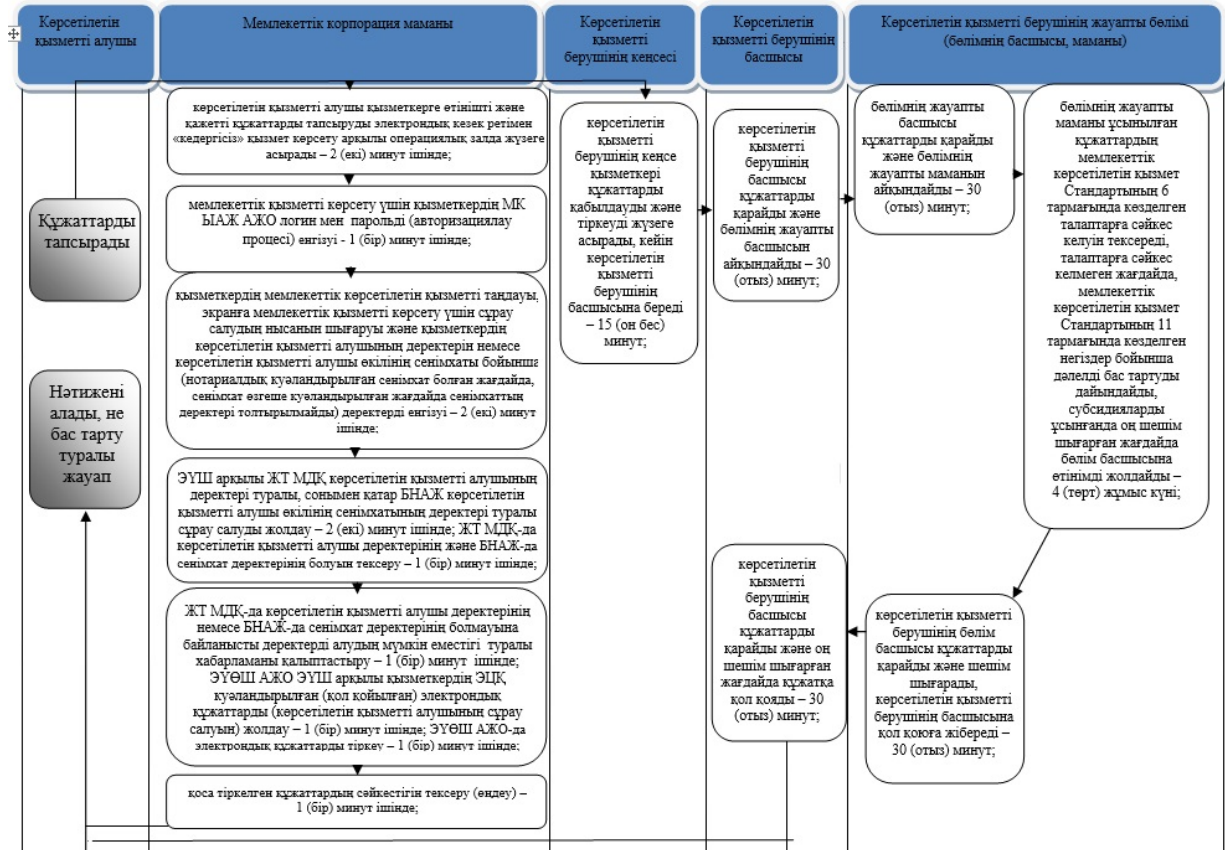 Көрсетілетін
қызметті алушы
Мемлекеттік корпорация маманы
Көрсетілетін
қызметті
берушінің кеңсесі
Көрсетілетін
қызметті берушінің
басшысы
Көрсетілетін қызметті берушінің жауапты бөлімі
(бөлімнің басшысы, маманы)
Құжаттарды
тапсырады
Нәтижені
алады, не
бас тарту
туралы
жауап
көрсетілетін қызметті алушы қызметкерге өтінішті және
қажетті құжаттарды тапсыруды электрондық кезек ретімен
«кедергісіз» қызмет көрсету арқылы операциялық залда жүзеге
асырады – 2 (екі) минут ішінде;
мемлекеттік қызметті көрсету үшін қызметкердің МК
ЫАЖ АЖО логин мен парольді (авторизациялау
процесі) енгізуі - 1 (бір) минут ішінде;
қызметкердің мемлекеттік көрсетілетін қызметті таңдауы,
экранға мемлекеттік қызметті көрсету үшін сұрау
салудың нысанын шығаруы және қызметкердің
көрсетілетін қызметті алушының деректерін немесе
көрсетілетін қызметті алушы өкілінің сенімхаты бойынша
(нотариалдық куәландырылған сенімхат болған жағдайда,
сенімхат өзгеше куәландырылған жағдайда сенімхаттың
деректері толтырылмайды) деректерді енгізуі – 2 (екі) минут
ішінде;
ЭҮШ арқылы ЖТ МДҚ көрсетілетін қызметті алушының
деректері туралы, сонымен қатар БНАЖ көрсетілетін
қызметті алушы өкілінің сенімхатының деректері туралы
сұрау салуды жолдау – 2 (екі) минут ішінде; ЖТ МДҚ-да
көрсетілетін қызметті алушы деректерінің және БНАЖ-да
сенімхат деректерінің болуын тексеру – 1 (бір) минут ішінде;
ЖТ МДҚ-да көрсетілетін қызметті алушы деректерінің
немесе БНАЖ-да сенімхат деректерінің болмауына
байланысты деректерді алудың мүмкін еместігі туралы
хабарламаны қалыптастыру – 1 (бір) минут ішінде;
ЭҮӨШ АЖО ЭҮШ арқылы қызметкердің ЭЦҚ
куәландырылған (қол қойылған) электрондық
құжаттарды (көрсетілетін қызметті алушының сұрау
салуын) жолдау – 1 (бір) минут ішінде; ЭҮӨШ АЖО-да
электрондық құжаттарды тіркеу – 1 (бір) минут ішінде;
қоса тіркелген құжаттардың сәйкестігін тексеру (өңдеу) –
1 (бір) минут ішінде;
көрсетілетін
қызметті
берушінің кеңсе
қызметкері
құжаттарды
қабылдауды және
тіркеуді жүзеге
асырады, кейін
көрсетілетін
қызметті
берушінің
басшысына береді
– 15 (он бес)
минут;
көрсетілетін
қызметті
берушінің
басшысы
құжаттарды
қарайды және
бөлімнің жауапты
басшысын
айқындайды – 30
(отыз) минут;
көрсетілетін
қызметті
берушінің
басшысы
құжаттарды
қарайды және оң
шешім шығарған
жағдайда құжатқа
қол қояды – 30
(отыз) минут;
бөлімнің жауапты
басшысы
құжаттарды қарайды
және бөлімнің
жауапты маманын
айқындайды – 30
(отыз) минут;
бөлімнің жауапты
маманы ұсынылған
құжаттардың
мемлекеттік
көрсетілетін қызмет
Стандартының 6
тармағында көзделген
талаптарға сәйкес
келуін тексереді,
талаптарға сәйкес
келмеген жағдайда,
мемлекеттік
көрсетілетін қызмет
Стандартының 11
тармағында көзделген
негіздер бойынша
дәлелді бас тартуды
дайындайды,
субсидияларды
ұсынғанда оң шешім
шығарған жағдайда
бөлім басшысына
өтінімді жолдайды –
4 (төрт) жұмыс күні;
көрсетілетін қызметті
берушінің бөлім
басшысы құжаттарды
қарайды және шешім
шығарады,
көрсетілетін қызметті
берушінің басшысына
қол қоюға жібереді –
30 (отыз) минут;